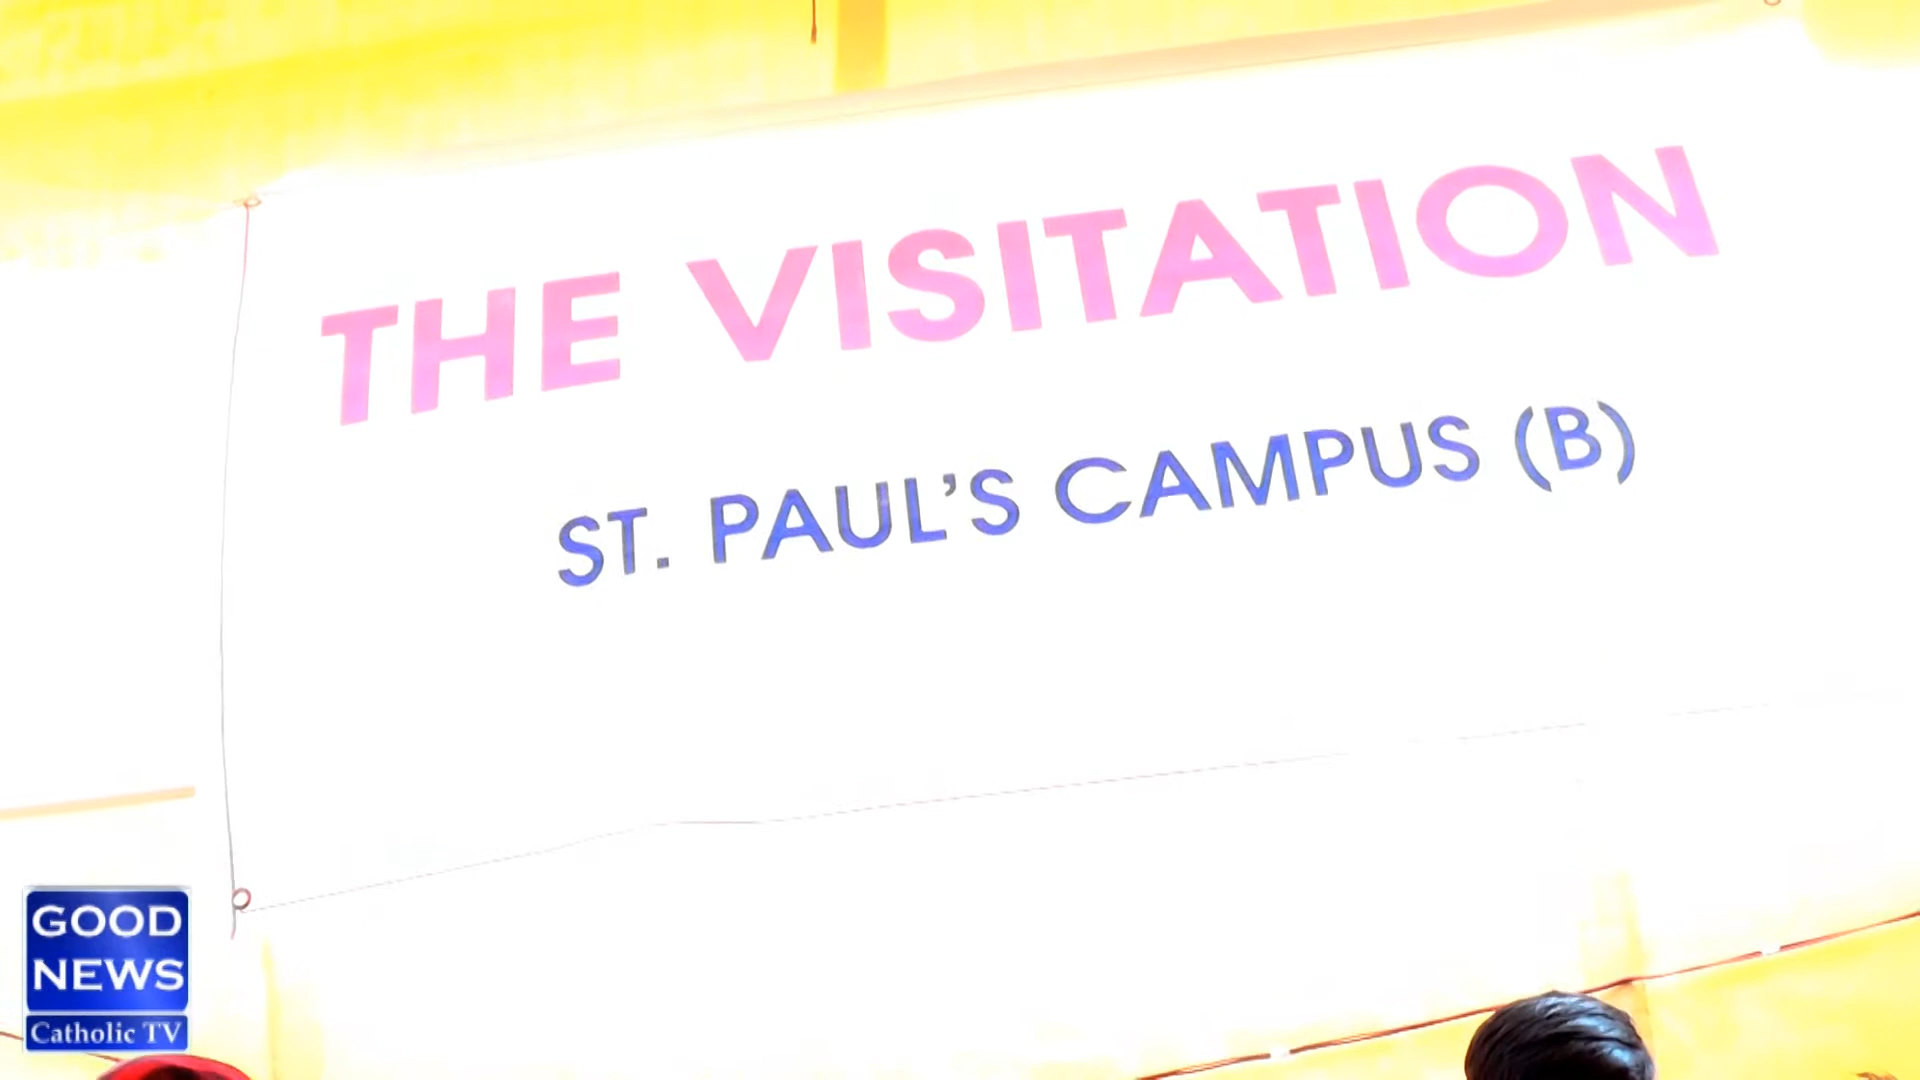 THE VISITATION
ST. PAUL’S CAMPUS (B)
GOOD
NEWS
Catholic TV